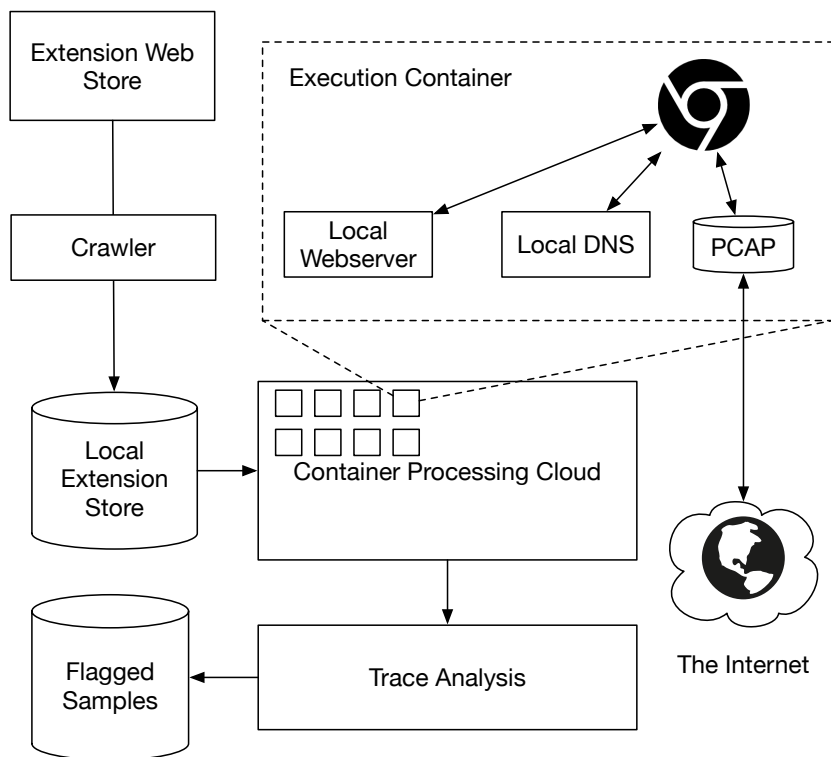 Extension Web
Store
Execution Container
Crawler
Local
Webserver
Local DNS
PCAP
Local
Extension
Store
Container Processing Cloud
Flagged
Samples
Trace Analysis
The Internet